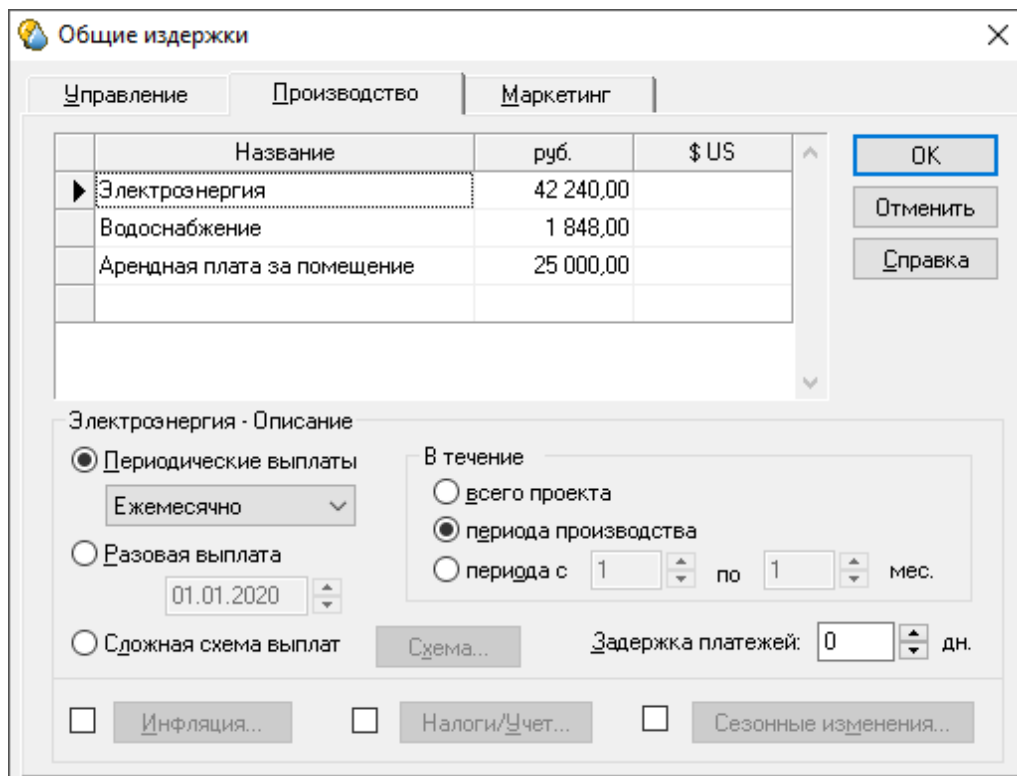 Общие издержки
Управление Производство Маркетинг
Название руб. $ US
Электроэнергия 42 240,00
Водоснабжение 1 848,00
Арендная плата за помещение 25 000,00
OK
Отменить
Справка
Электроэнергия - Описание
Периодические выплаты
Ежемесячно
Разовая выплата
01.01.2020
Сложная схема выплат Схема...
В течение
всего проекта
периода производства
периода с 1 по 1 мес.
Задержка платежей: 0 дн.
Инфляция... Налоги/Учет... Сезонные изменения...